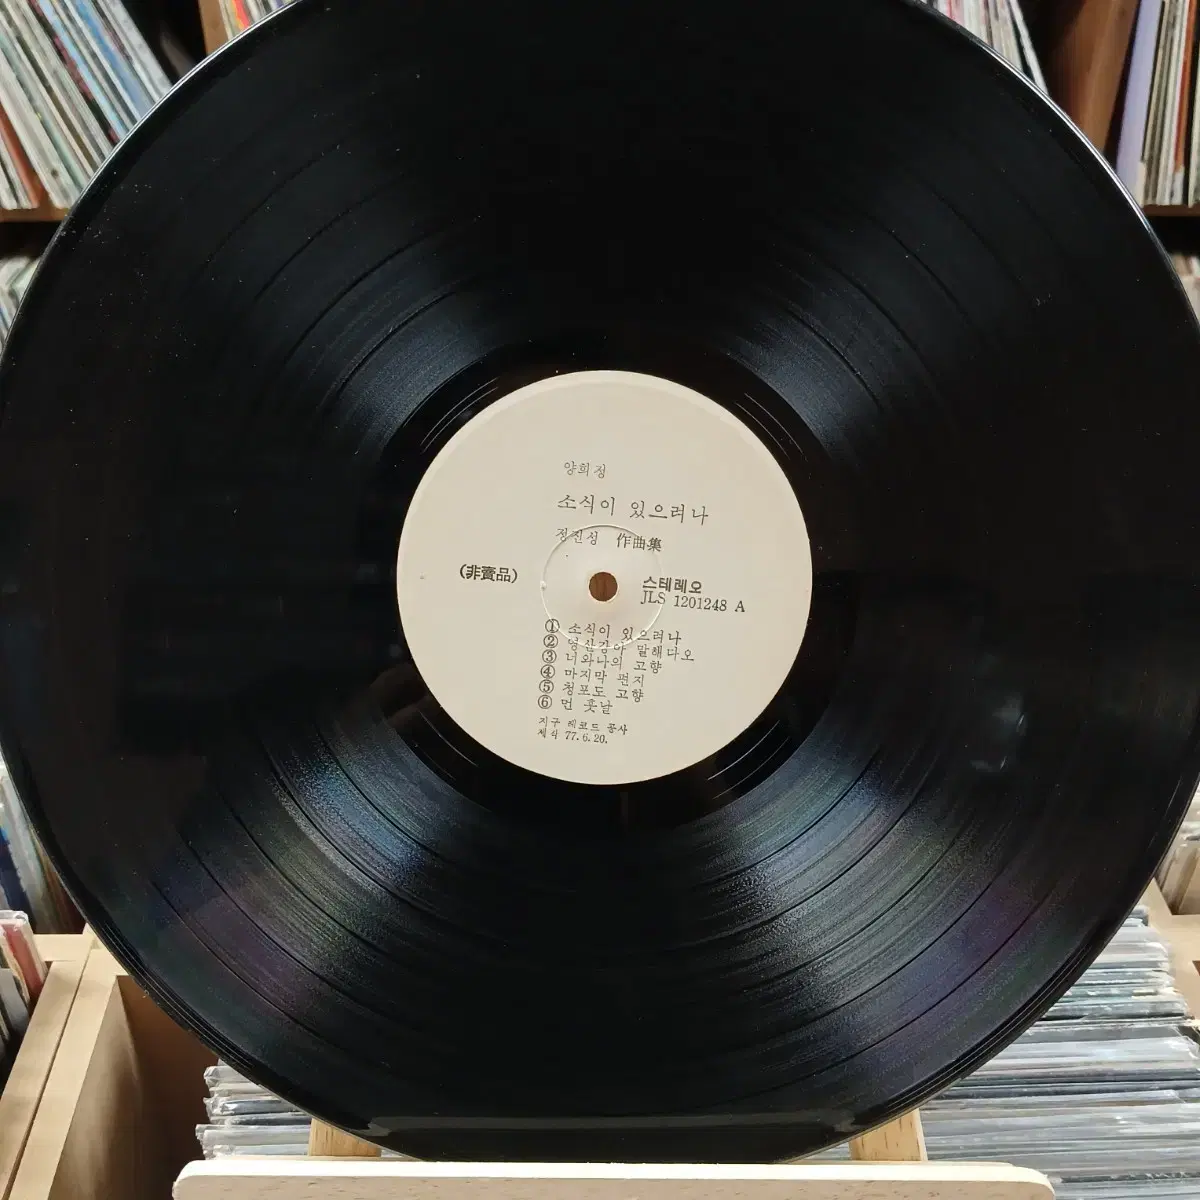 양희정
소식이 있으려나
정진성 作曲集
(非賣品)
스테레오
JLS 1201248 A
① 소식이 있으려나
② 영산강아 말해다오
③ 너와나의 고향
④ 마지막 편지
⑤ 청포도 고향
⑥ 먼 훗날
지구 레코드 공사
제식 77.6.20.